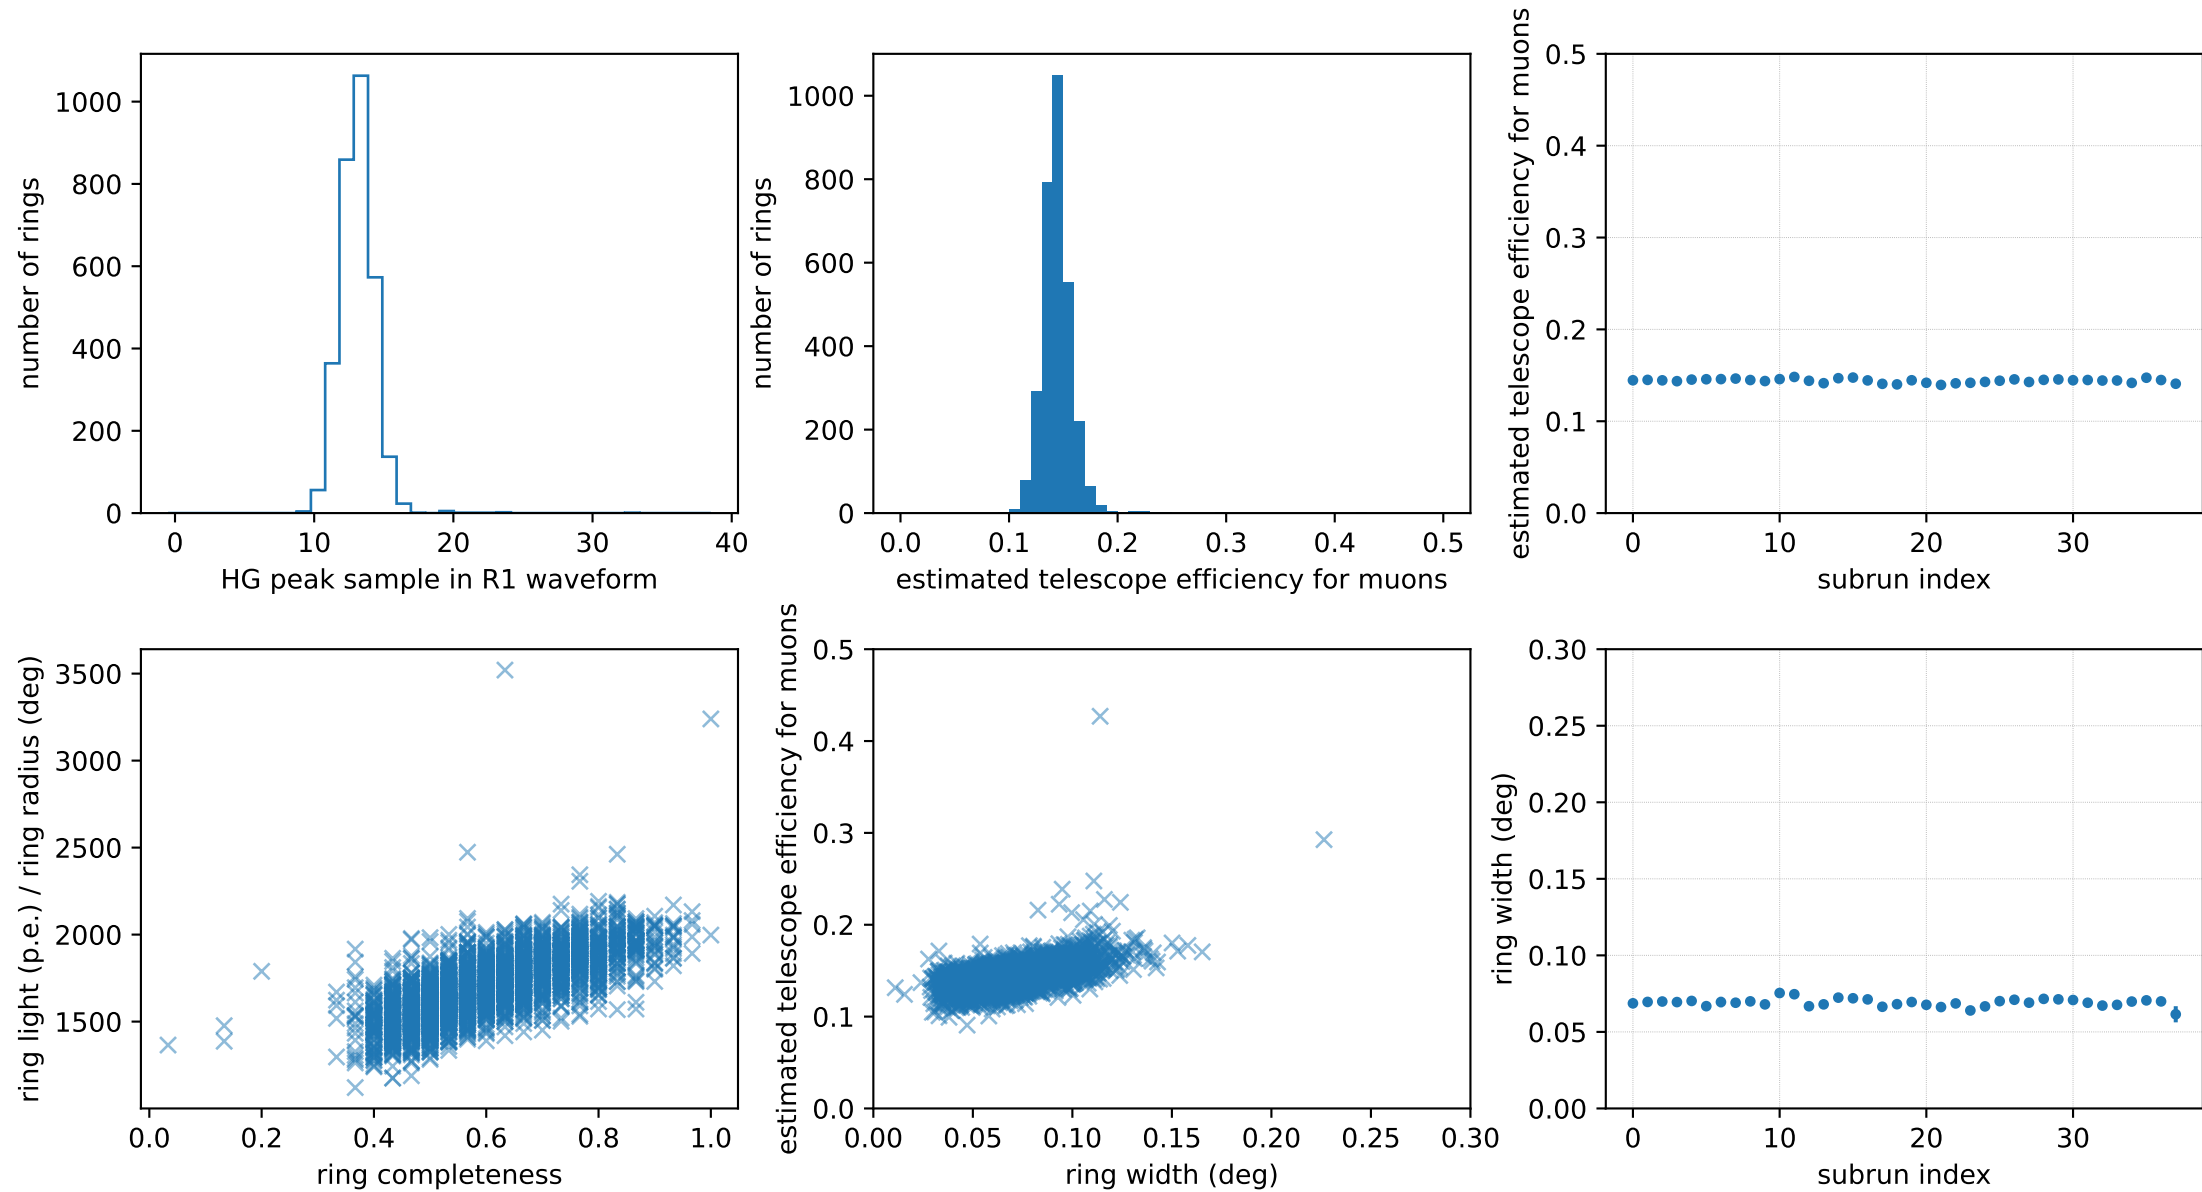 1000
800
600
400
200
0
number of rings
0 10 20 30 40
HG peak sample in R1 waveform
1000
800
600
400
200
0
number of rings
0.0 0.1 0.2 0.3 0.4 0.5
estimated telescope efficiency for muons
0.5
0.4
0.3
0.2
0.1
0.0
estimated telescope efficiency for muons
0 10 20 30
subrun index
3500
3000
2500
2000
1500
ring light (p.e.) / ring radius (deg)
0.0 0.2 0.4 0.6 0.8 1.0
ring completeness
0.5
0.4
0.3
0.2
0.1
0.0
estimated telescope efficiency for muons
0.00 0.05 0.10 0.15 0.20 0.25 0.30
ring width (deg)
0.30
0.25
0.20
0.15
0.10
0.05
0.00
ring width (deg)
0 10 20 30
subrun index